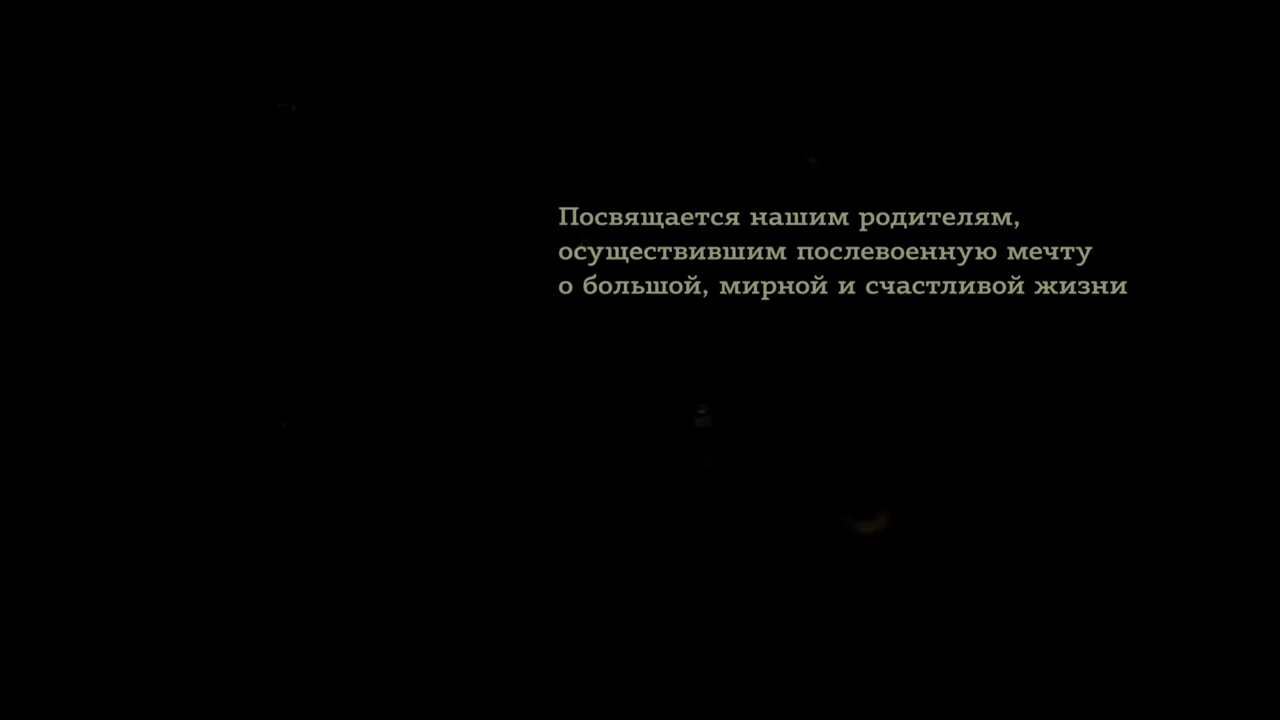 Посвящается нашим родителям,
осуществившим послевоенную мечту
о большой, мирной и счастливой жизни